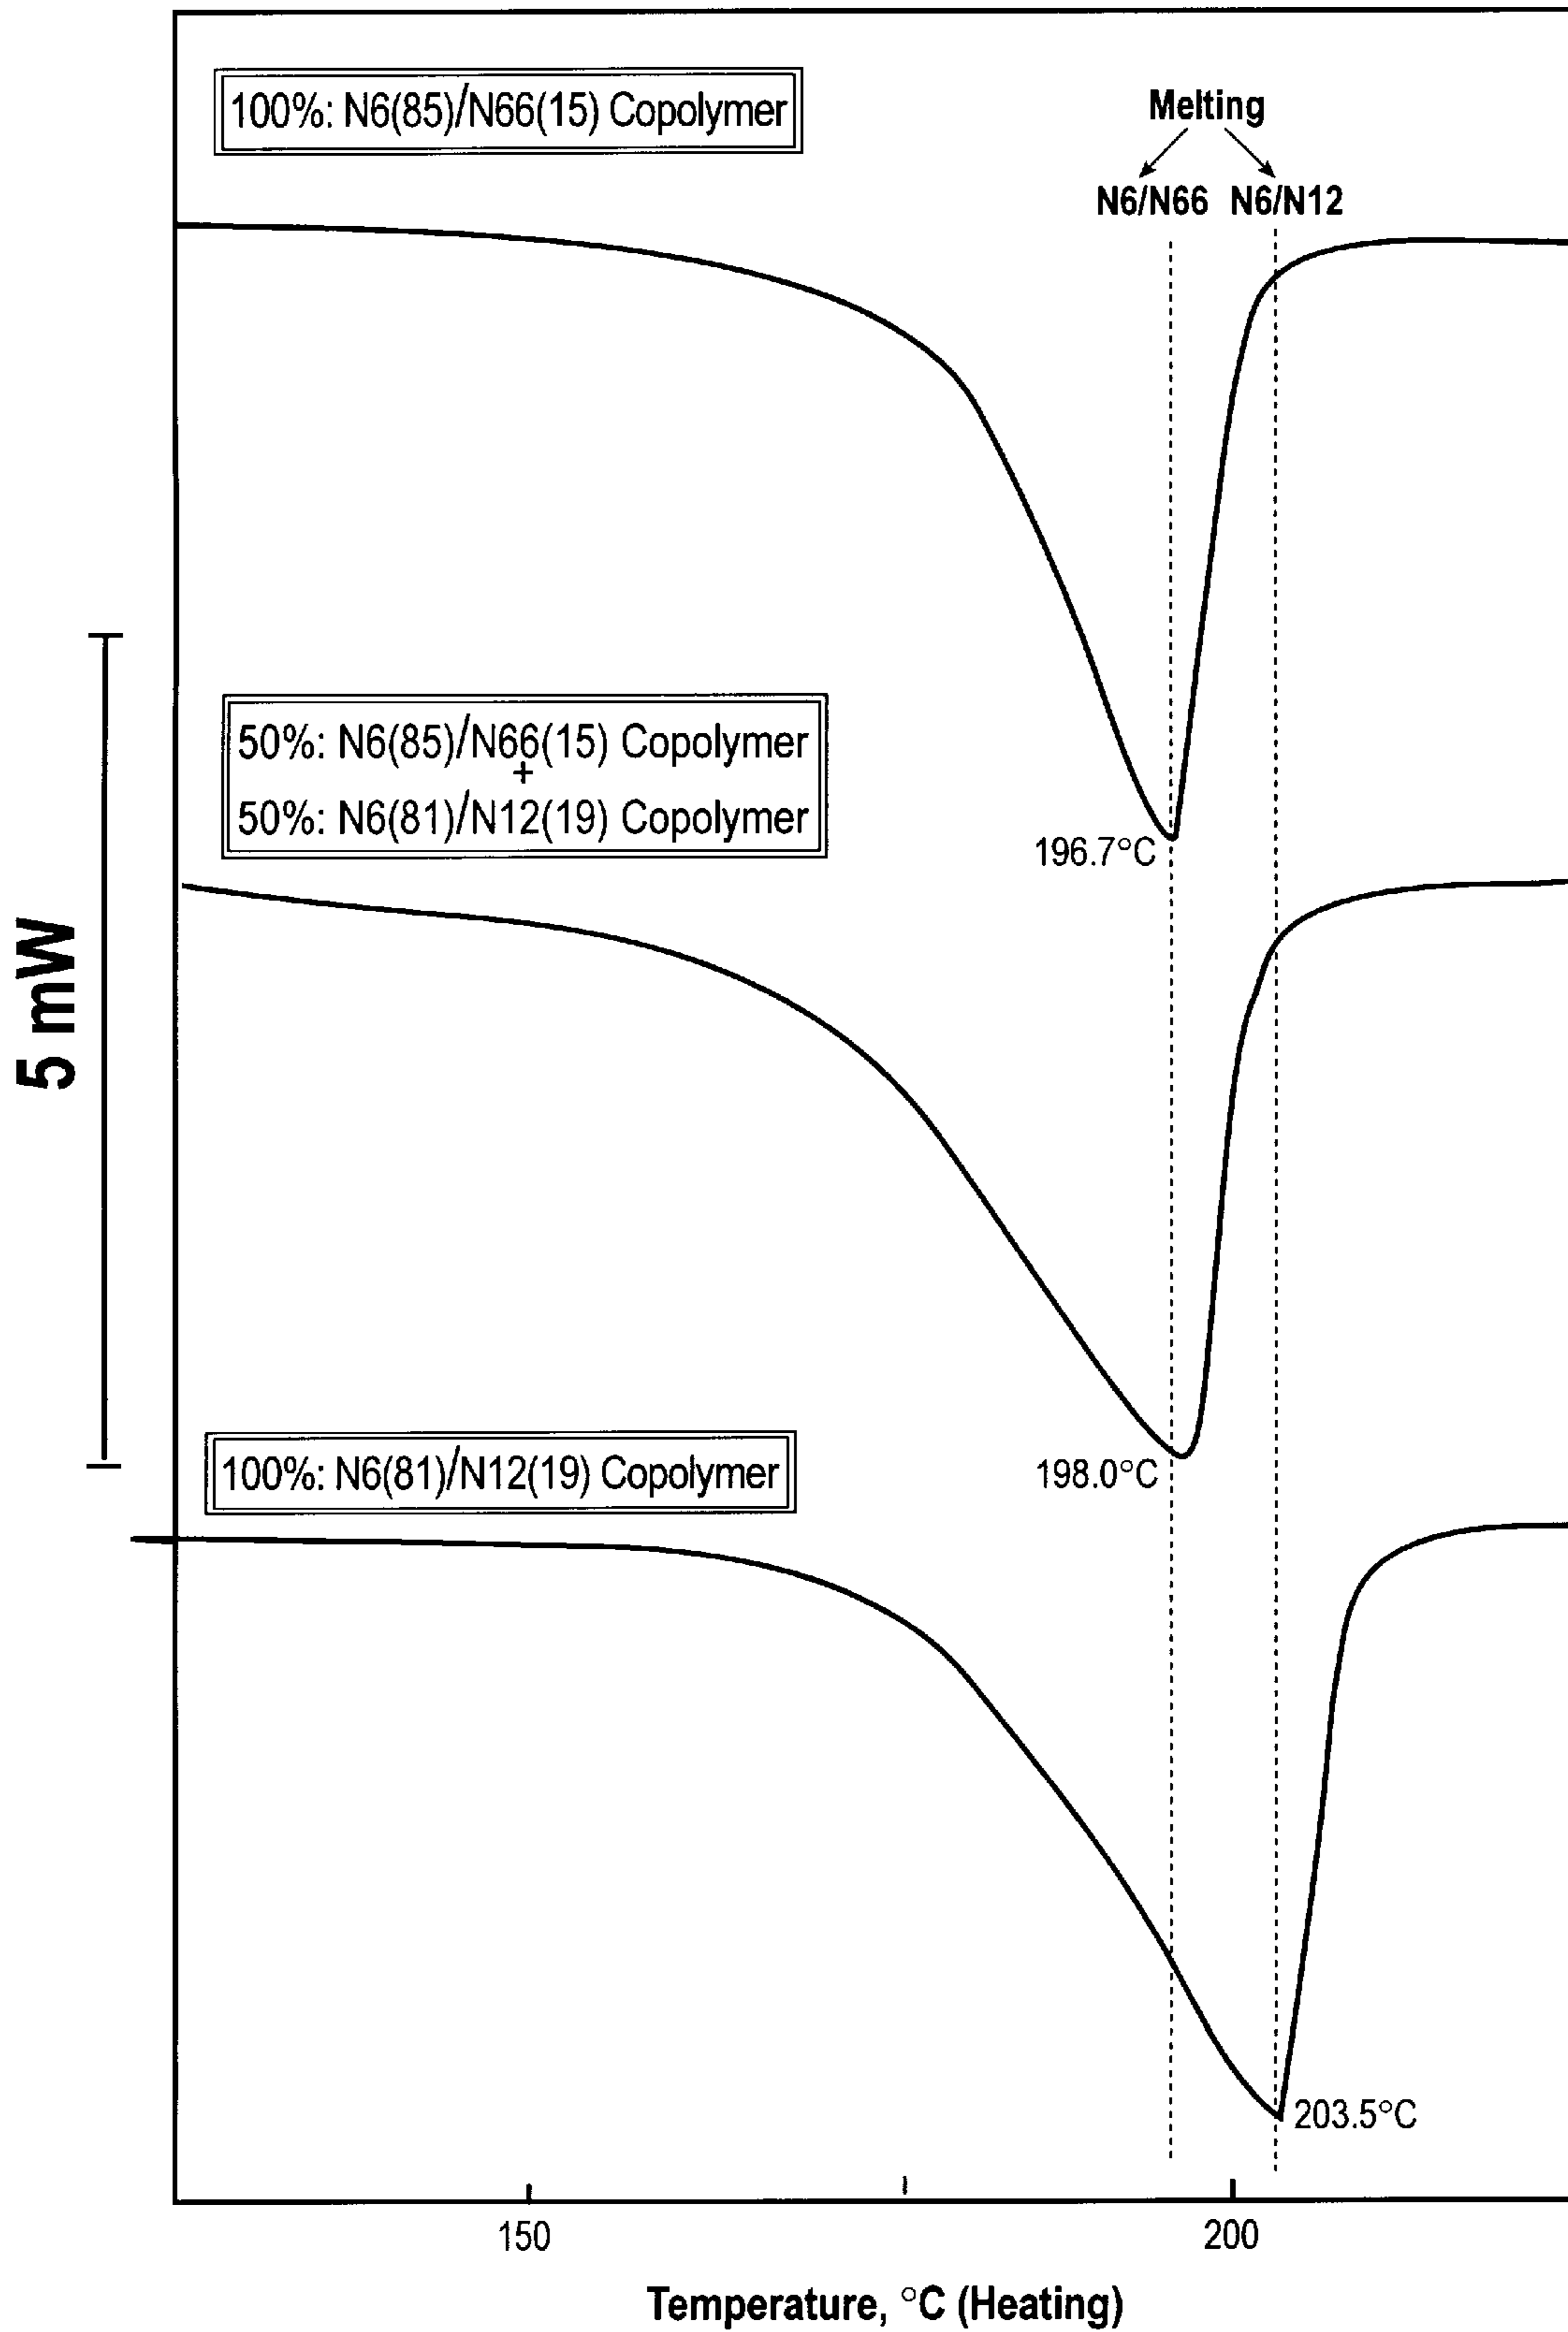 100%: N6(85)/N66(15) Copolymer
Melting
N6/N66 N6/N12
196.7°C
50%: N6(85)/N66(15) Copolymer
+
50%: N6(81)/N12(19) Copolymer
5 mW
198.0°C
100%: N6(81)/N12(19) Copolymer
203.5°C
150
200
Temperature, °C (Heating)